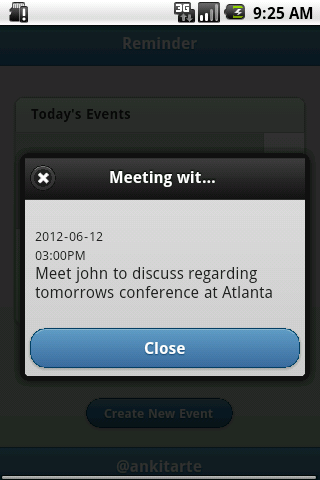 3G
9:25 AM
Reminder
Today's Events
Meeting wit...
2012-06-12
03:00PM
Meet john to discuss regarding
tomorrows conference at Atlanta
Close
Create New Event
@ankitarte